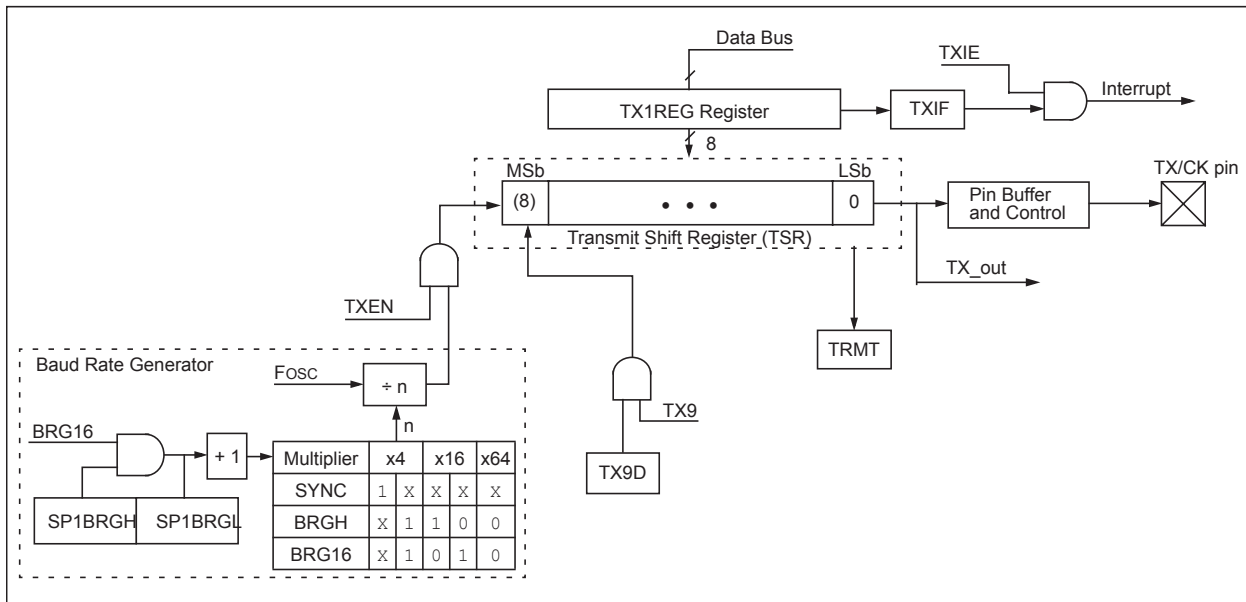 Data Bus
TXIE
Interrupt
TX1REG Register
TXIF
8
MSb
LSb
TX/CK pin
(8)
• • •
0
Pin Buffer
and Control
Transmit Shift Register (TSR)
TX_out
TXEN
TRMT
Baud Rate Generator
FOSC
÷ n
TX9
n
BRG16
+ 1
Multiplier x4 x16 x64
TX9D
SYNC 1 X X X X
SP1BRGH SP1BRGL
BRGH X 1 1 0 0
BRG16 X 1 0 1 0